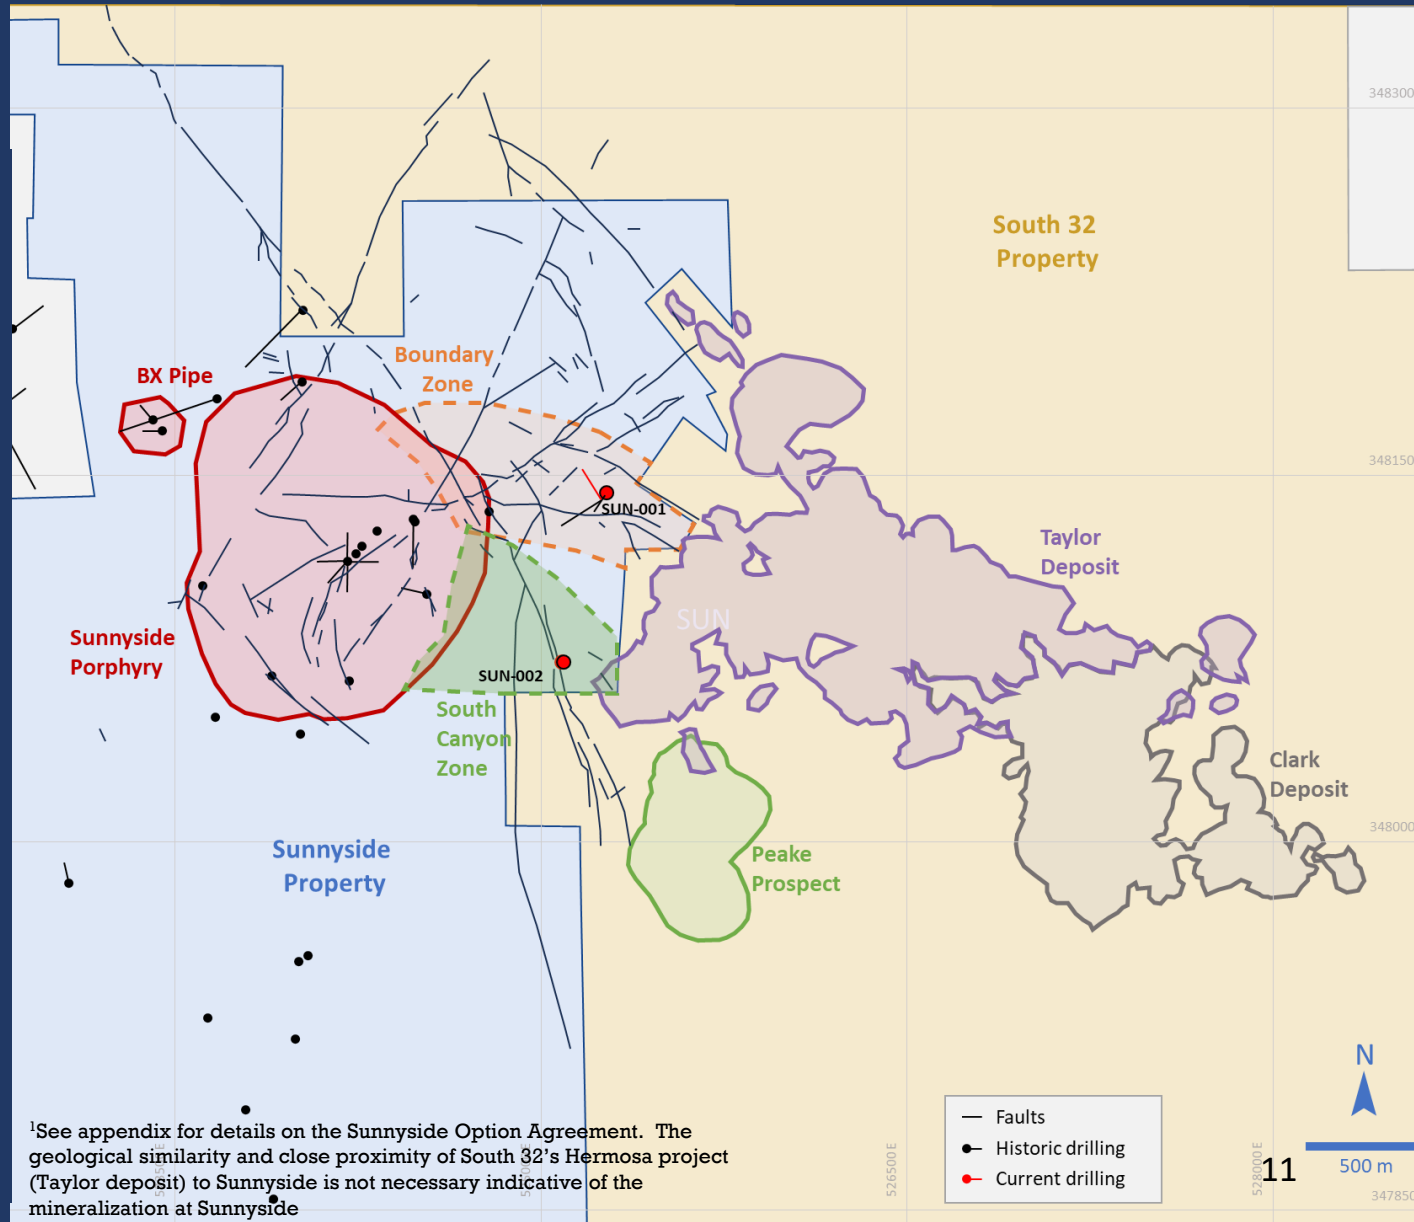 348300
South 32
Property
Boundary
Zone
BX Pipe
348150
SUN-001
Taylor
Deposit
SUN
Sunnyside
Porphyry
SUN-002
South
Canyon
Zone
Clark
Deposit
348000
Sunnyside
Property
Peake
Prospect
N
Faults
Historic drilling
Current drilling
500 m
11
526500 1E
528000 1E
347850
¹See appendix for details on the Sunnyside Option Agreement. The
geological similarity and close proximity of South 32’s Hermosa project
(Taylor deposit) to Sunnyside is not necessary indicative of the
mineralization at Sunnyside